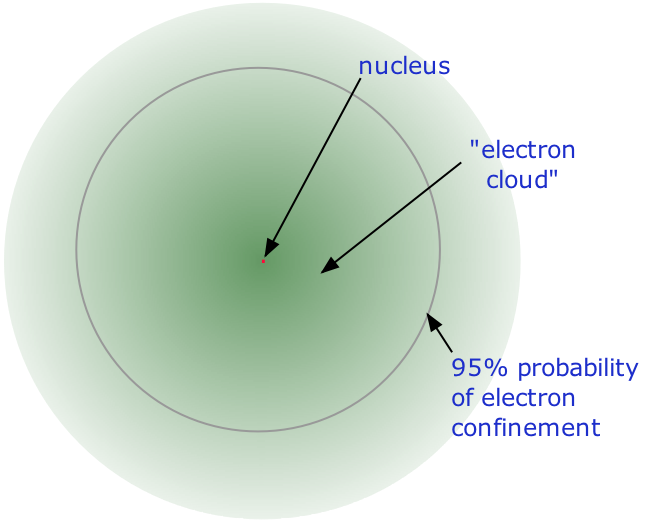 nucleus
"electron
cloud"
95% probability
of electron
confinement